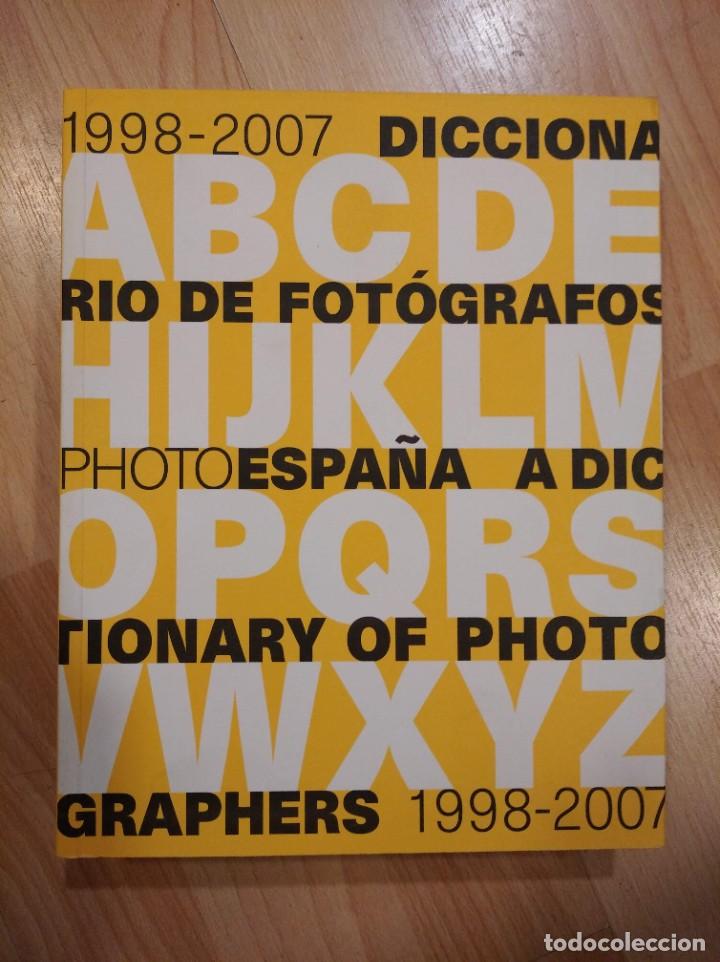 1998-2007 DICCIONA
ABCDE
RIO DE FOTÓGRAFOS
HIJKLM
PHOTOESPAÑA A DIC
OPQRS
TIONARY OF PHOTO
VWXYZ
GRAPHERS 1998-2007
todocoleccion